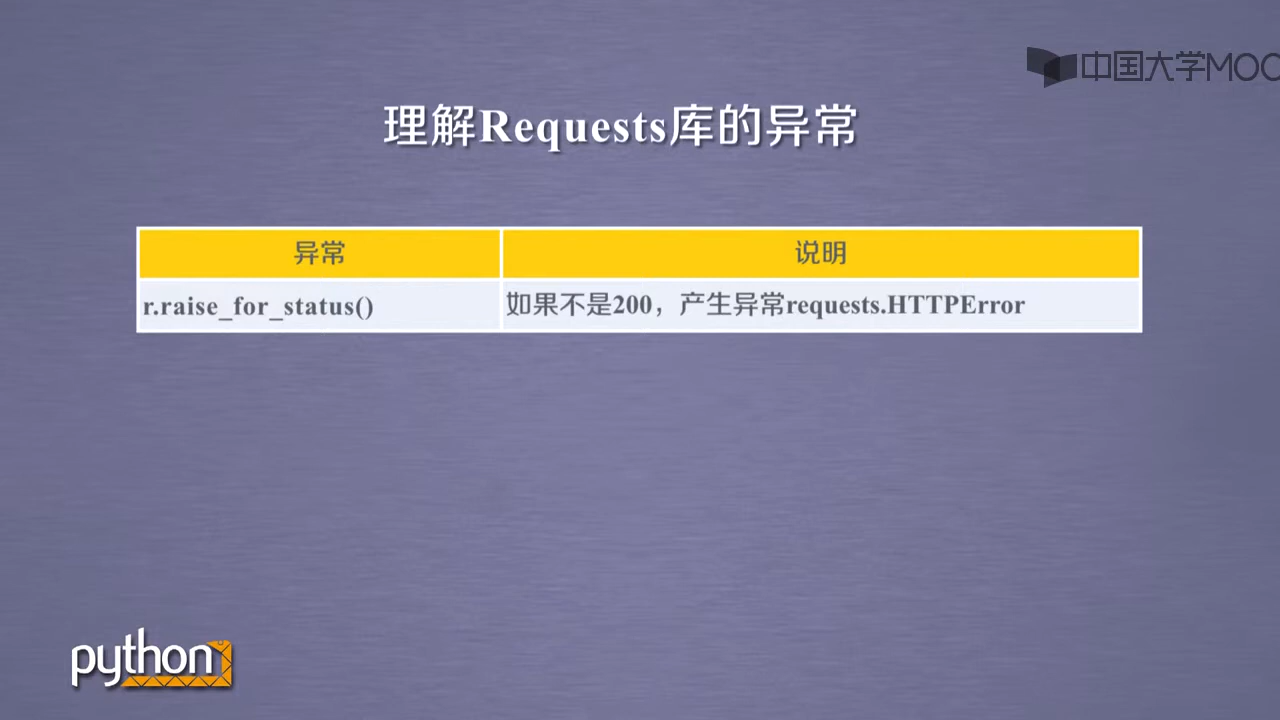 中国大学MOO
理解Requests库的异常
异常 说明
r.raise_for_status() 如果不是200，产生异常requests.HTTPError
python